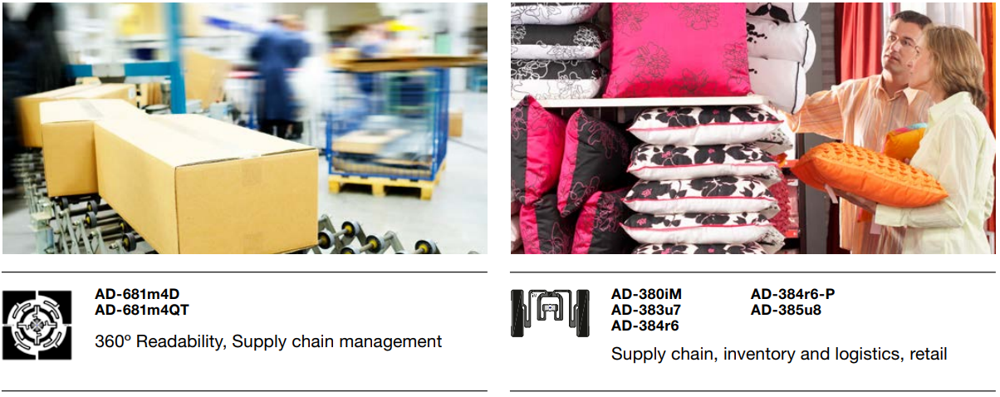 AD-681m4D
AD-681m4QT
360º Readability, Supply chain management
AD-380iM
AD-383u7
AD-384r6
AD-384r6-P
AD-385u8
Supply chain, inventory and logistics, retail